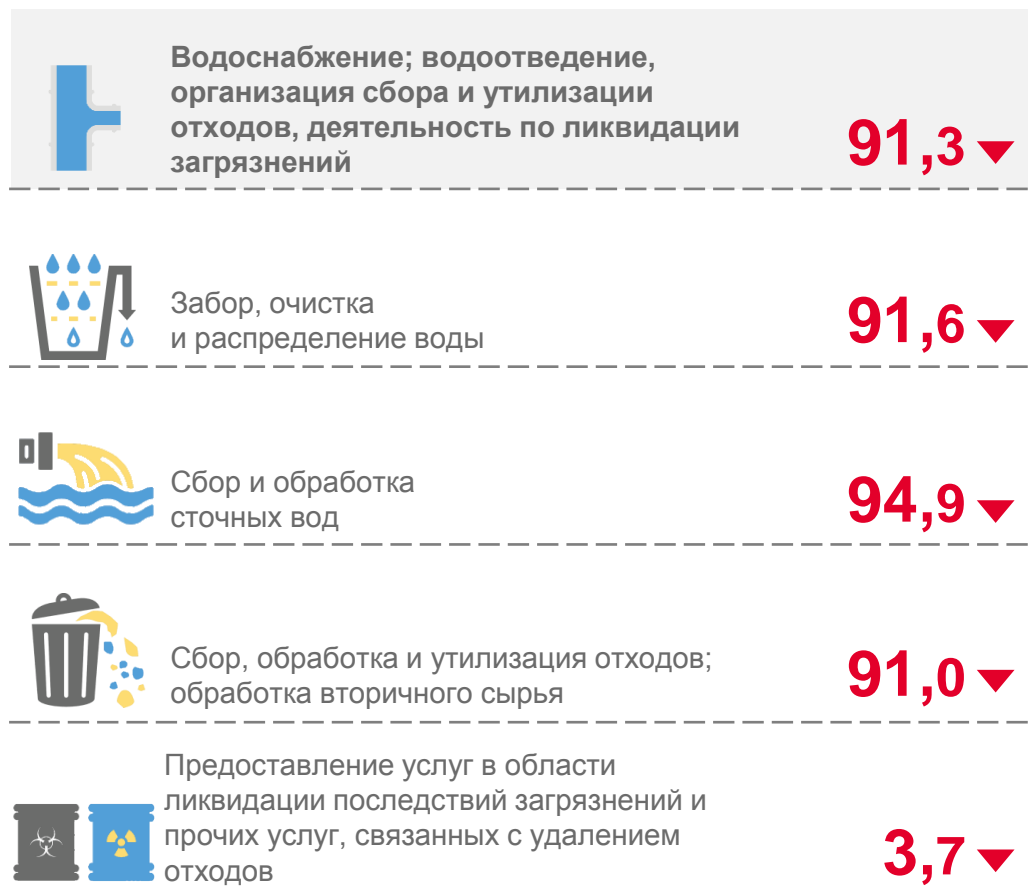 Водоснабжение; водоотведение,
организация сбора и утилизации
отходов, деятельность по ликвидации
загрязнений
91,3
Забор, очистка
и распределение воды
91,6
Сбор и обработка
сточных вод
94,9
Сбор, обработка и утилизация отходов;
обработка вторичного сырья
91,0
Предоставление услуг в области
ликвидации последствий загрязнений и
прочих услуг, связанных с удалением
отходов
3,7